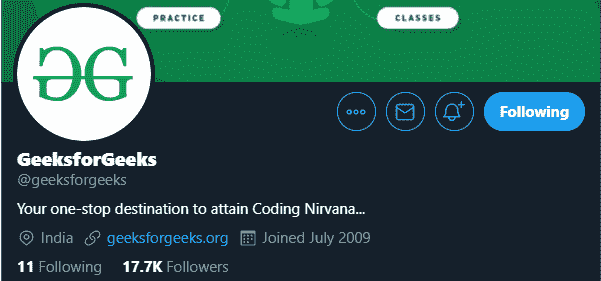 PRACTICE
CLASSES
GG
Following
GeeksforGeeks
@geeksforgeeks
Your one-stop destination to attain Coding Nirvana...
India geeksforgeeks.org Joined July 2009
11 Following 17.7K Followers